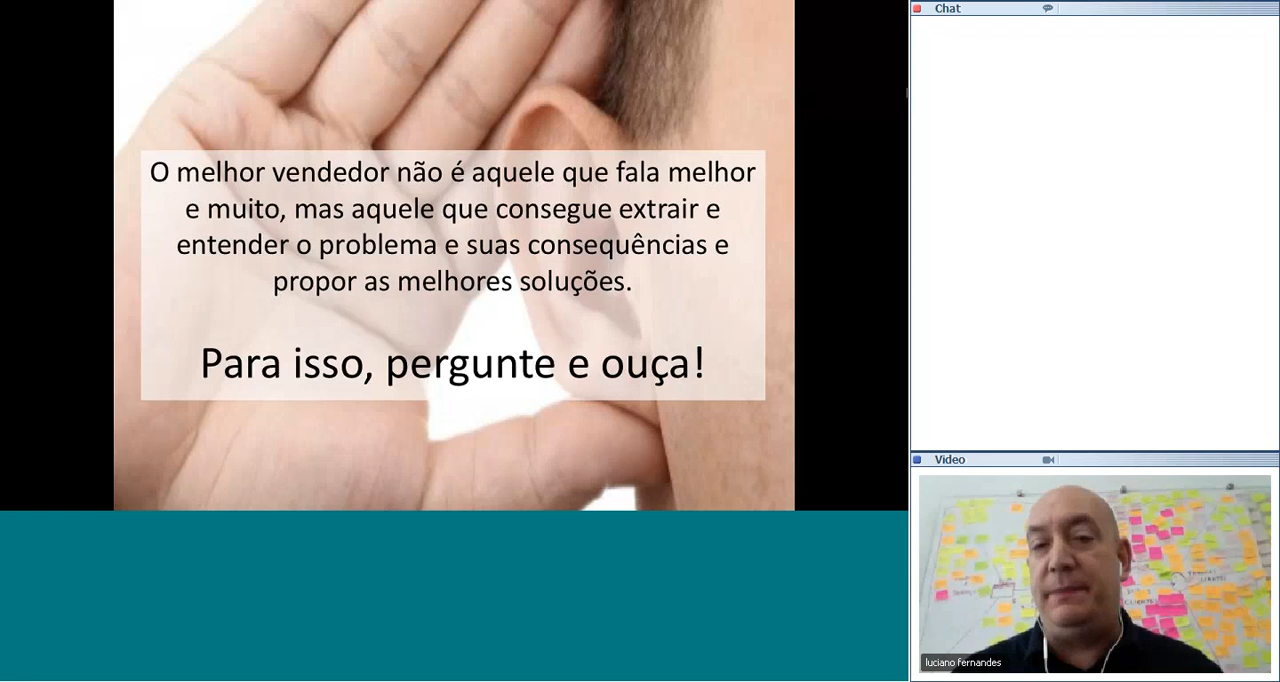 O melhor vendedor não é aquele que fala melhor
e muito, mas aquele que consegue extrair e
entender o problema e suas consequências e
propor as melhores soluções.
Para isso, pergunte e ouça!
Chat
Video
luciano fernandes